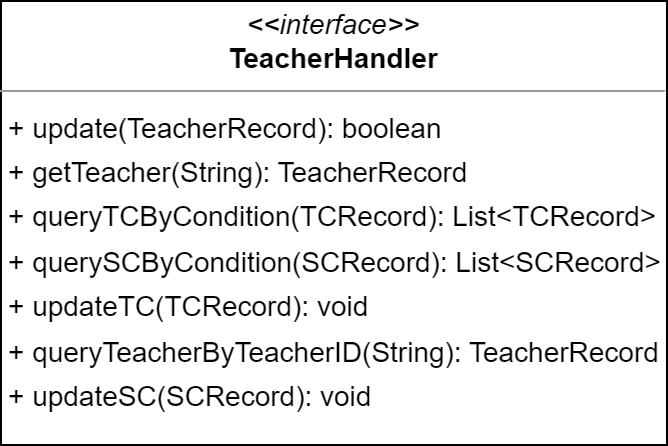 <<interface>>
TeacherHandler
+ update(TeacherRecord): boolean
+ getTeacher(String): TeacherRecord
+ queryTCByCondition(TCRecord): List<TCRecord>
+ querySCByCondition(SCRecord): List<SCRecord>
+ updateTC(TCRecord): void
+ queryTeacherByTeacherID(String): TeacherRecord
+ updateSC(SCRecord): void